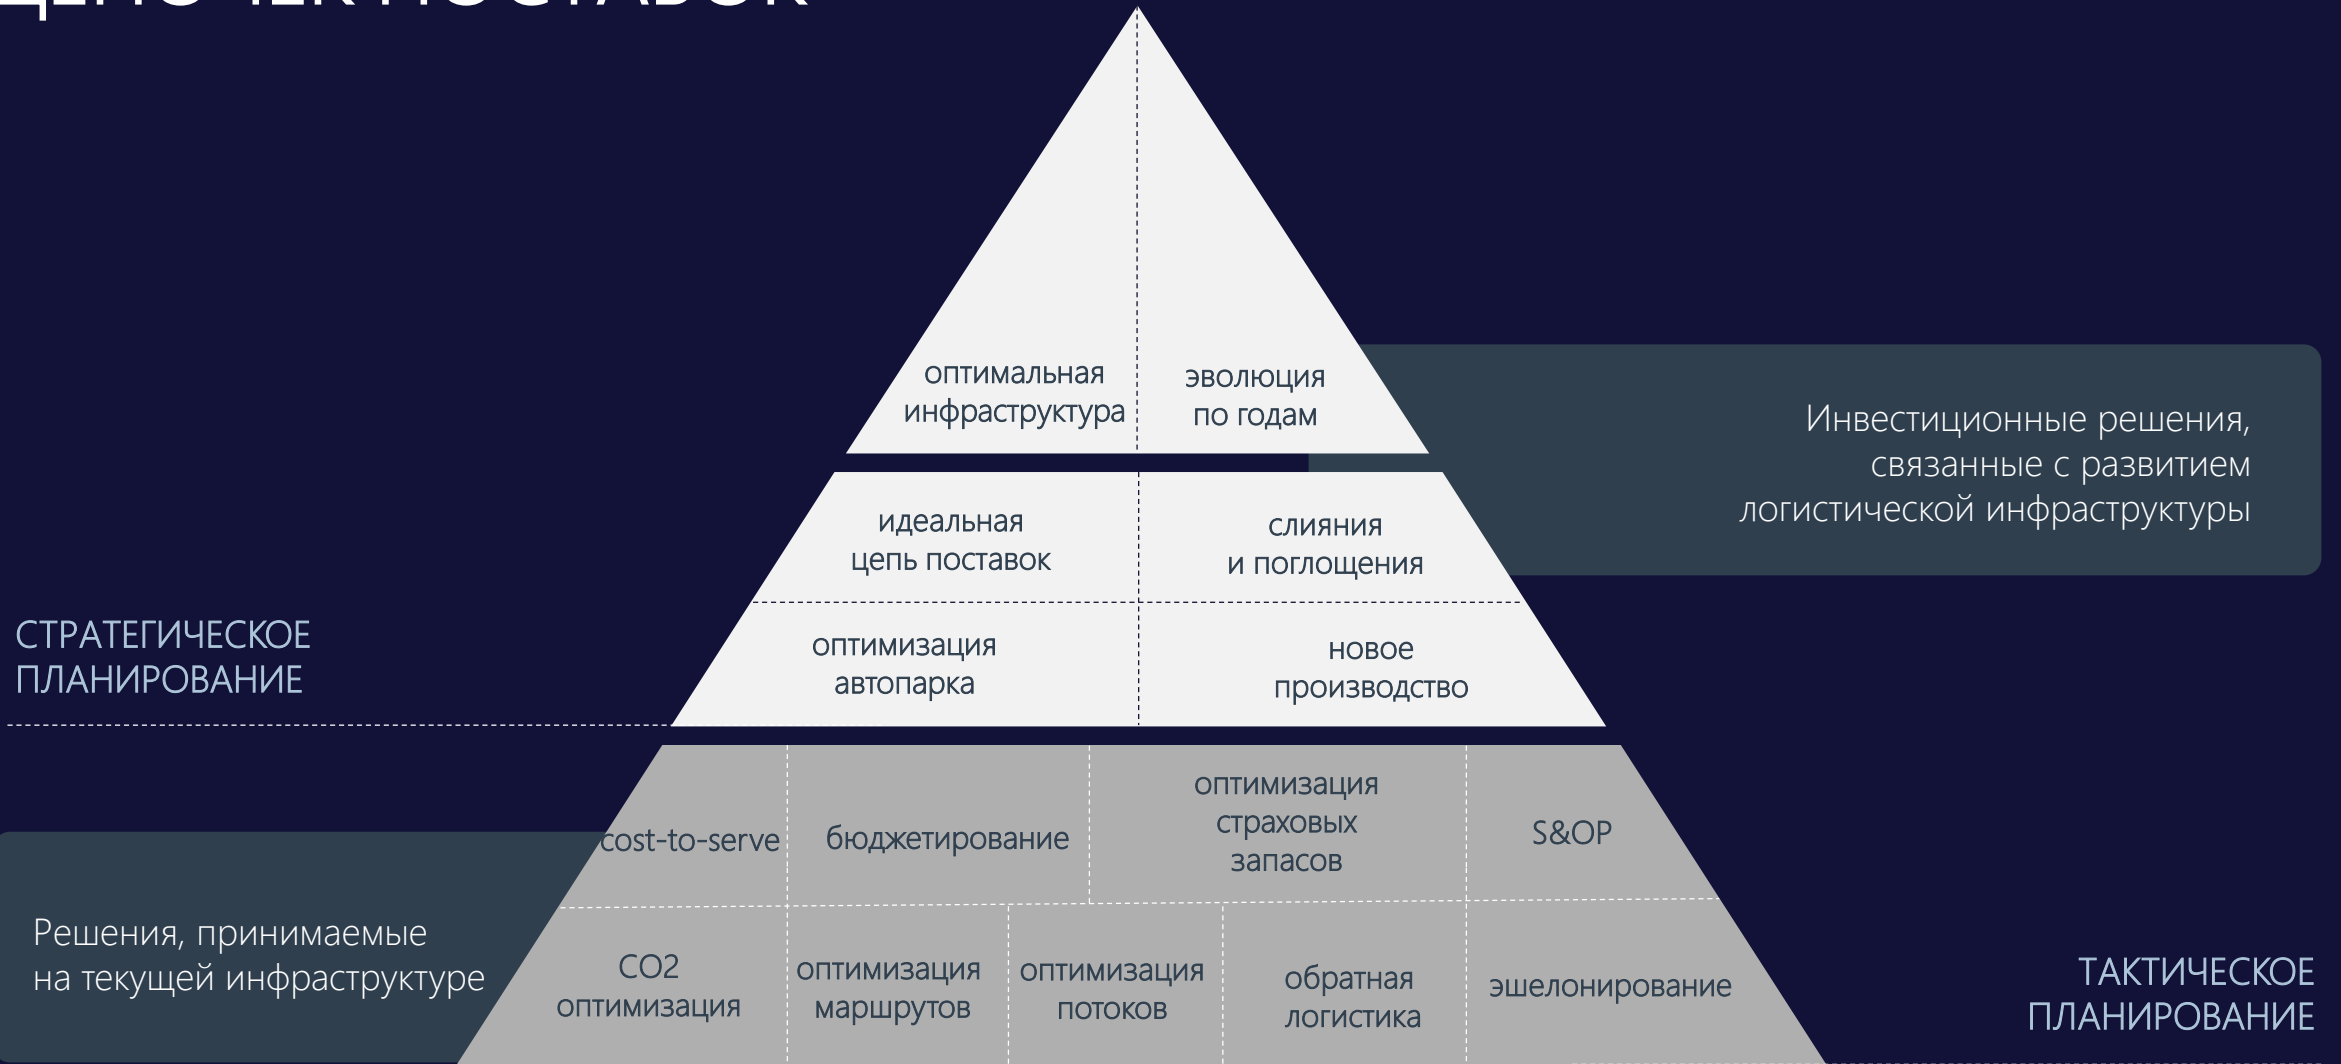 ЦЕПОЧЕК ПОСТАВОК
оптимальная
инфраструктура
эволюция
по годам
Инвестиционные решения,
связанные с развитием
логистической инфраструктуры
идеальная
цепь поставок
слияния
и поглощения
СТРАТЕГИЧЕСКОЕ
ПЛАНИРОВАНИЕ
оптимизация
автопарка
новое
производство
cost-to-serve
бюджетирование
оптимизация
страховых
запасов
S&OP
Решения, принимаемые
на текущей инфраструктуре
CO2
оптимизация
оптимизация
маршрутов
оптимизация
потоков
обратная
логистика
эшелонирование
ТАКТИЧЕСКОЕ
ПЛАНИРОВАНИЕ